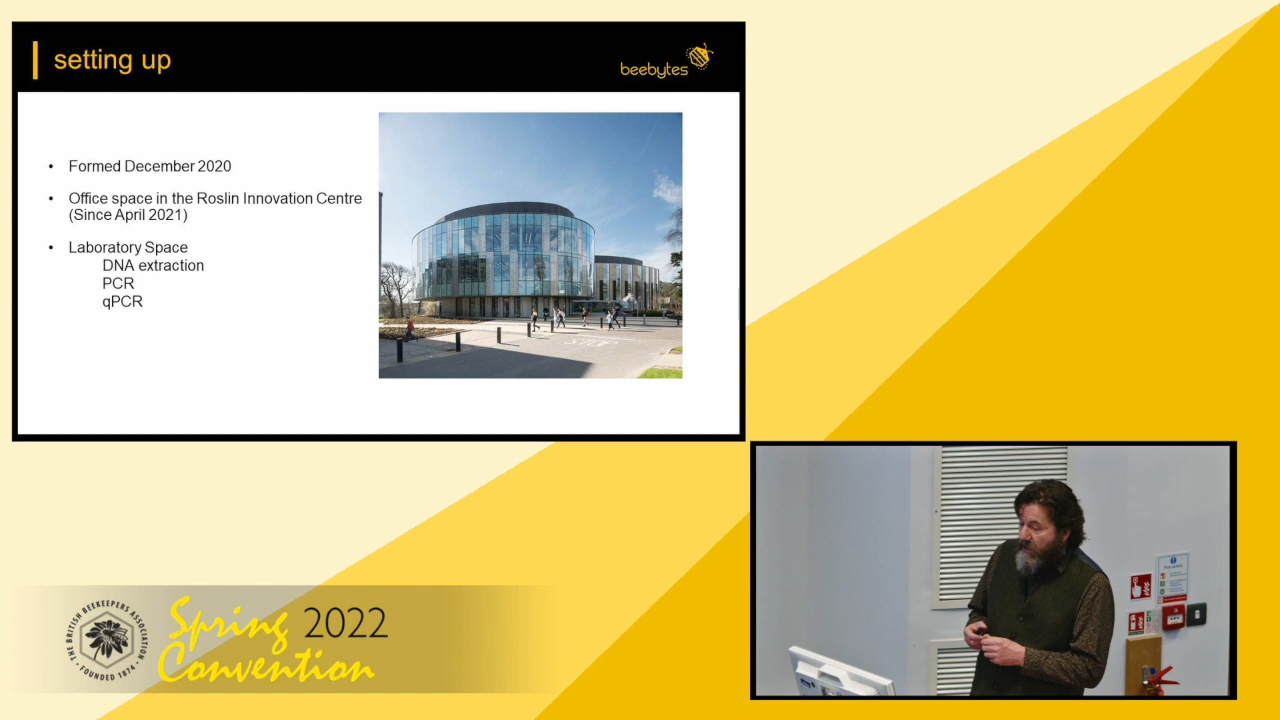 setting up
beebytes
• Formed December 2020
• Office space in the Roslin Innovation Centre
(Since April 2021)
• Laboratory Space
DNA extraction
PCR
qPCR
STOP
THE BRITISH BEEKEEPERS ASSOCIATION
• FOUNDED 1874 •
Spring 2022
Convention